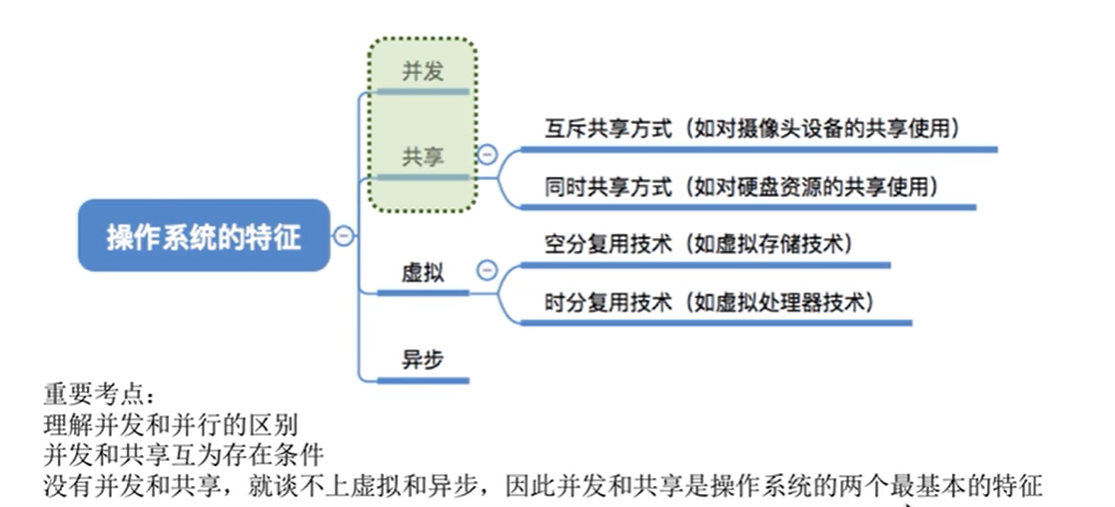 操作系统的特征
并发
共享
互斥共享方式（如对摄像头设备的共享使用）
同时共享方式（如对硬盘资源的共享使用）
虚拟
空分复用技术（如虚拟存储技术）
时分复用技术（如虚拟处理器技术）
异步
重要考点：
理解并发和并行的区别
并发和共享互为存在条件
没有并发和共享，就谈不上虚拟和异步，因此并发和共享是操作系统的两个最基本的特征